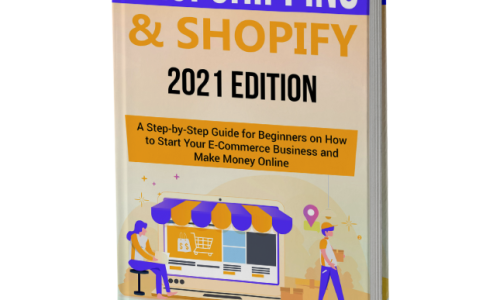 & SHOPIFY
2021 EDITION
A Step-by-Step Guide for Beginners on How
to Start Your E-Commerce Business and
Make Money Online